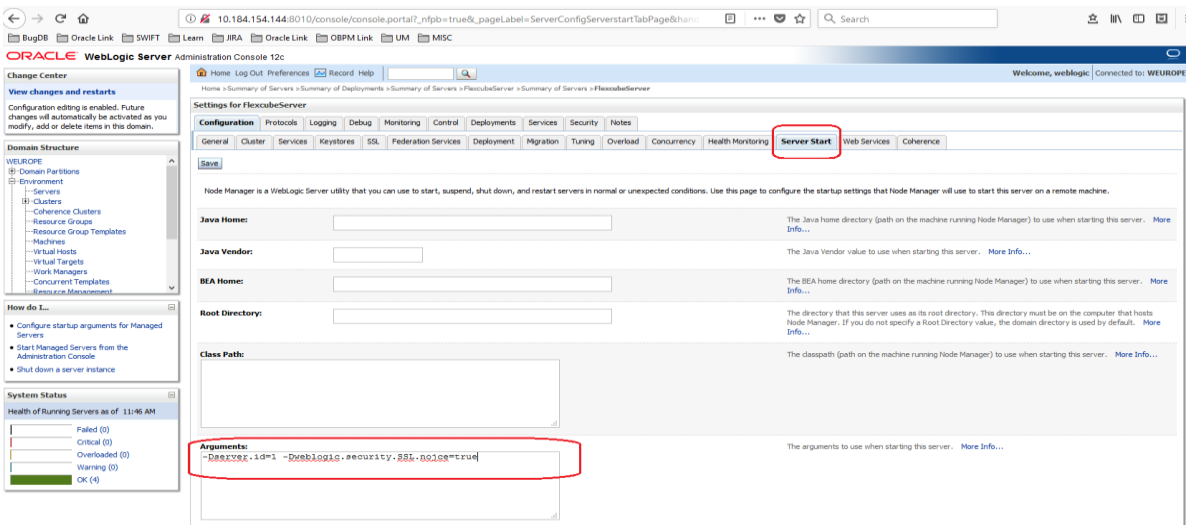 10.184.154.144:8010/console/console.portal?_nfpb=true&_pageLabel=ServerConfigServerstartTabPage&hand
Search
BugDB Oracle Link SWIFT Learn JIRA Oracle Link OBPM Link UM MISC
ORACLE WebLogic Server Administration Console 12c
Change Center
View changes and restarts
Configuration editing is enabled. Future
changes will automatically be activated as you
modify, add or delete items in this domain.
Domain Structure
WEUROPE
Domain Partitions
Environment
Servers
Clusters
Coherence Clusters
Resource Groups
Resource Group Templates
Machines
Virtual Hosts
Virtual Targets
Work Managers
Concurrent Templates
Resource Management
How do I...
Configure startup arguments for Managed
Servers
Start Managed Servers from the
Administration Console
Shut down a server instance
System Status
Health of Running Servers as of 11:46 AM
Failed (0)
Critical (0)
Overloaded (0)
Warning (0)
OK (4)
Home Log Out Preferences Record Help
Welcome, weblogic Connected to: WEUROPE
Home >Summary of Servers >Summary of Deployments >Summary of Servers >FlexcubeServer >Summary of Servers >FlexcubeServer
Settings for FlexcubeServer
Configuration Protocols Logging Debug Monitoring Control Deployments Services Security Notes
General Cluster Services Keystores SSL Federation Services Deployment Migration Tuning Overload Concurrency Health Monitoring Server Start Web Services Coherence
Save
Node Manager is a WebLogic Server utility that you can use to start, suspend, shut down, and restart servers in normal or unexpected conditions. Use this page to configure the startup settings that Node Manager will use to start this server on a remote machine.
Java Home:
The Java home directory (path on the machine running Node Manager) to use when starting this server. More
Info...
Java Vendor:
The Java Vendor value to use when starting this server. More Info...
BEA Home:
The BEA home directory (path on the machine running Node Manager) to use when starting this server. More
Info...
Root Directory:
The directory that this server uses as its root directory. This directory must be on the computer that hosts
Node Manager. If you do not specify a Root Directory value, the domain directory is used by default. More
Info...
Class Path:
The classpath (path on the machine running Node Manager) to use when starting this server. More Info...
Arguments:
The arguments to use when starting this server. More Info...
-Dserver.id=1 -Dweblogic.security.SSL.nojce=true